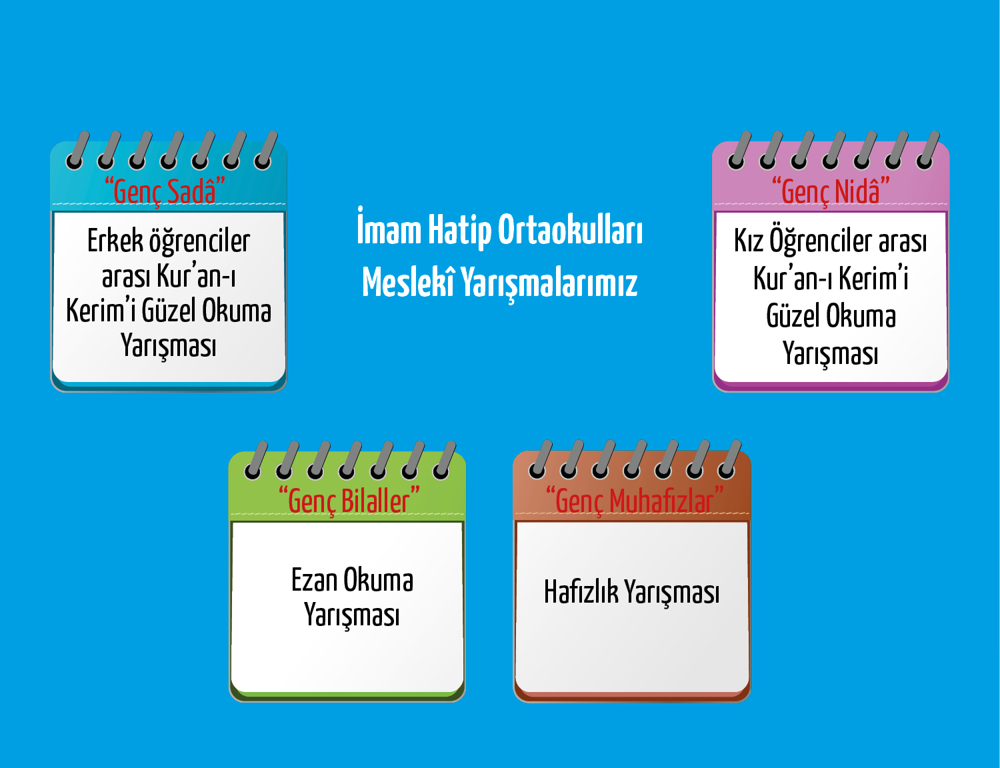 İmam Hatip Ortaokulları
Meslekî Yarışmalarımız
“Genç Sadâ”
Erkek öğrenciler
arası Kur’an-ı
Kerim’i Güzel Okuma
Yarışması
“Genç Nidâ”
Kız Öğrenciler arası
Kur’an-ı Kerim’i
Güzel Okuma
Yarışması
“Genç Bilaller”
Ezan Okuma
Yarışması
“Genç Muhafızlar”
Hafızlık Yarışması